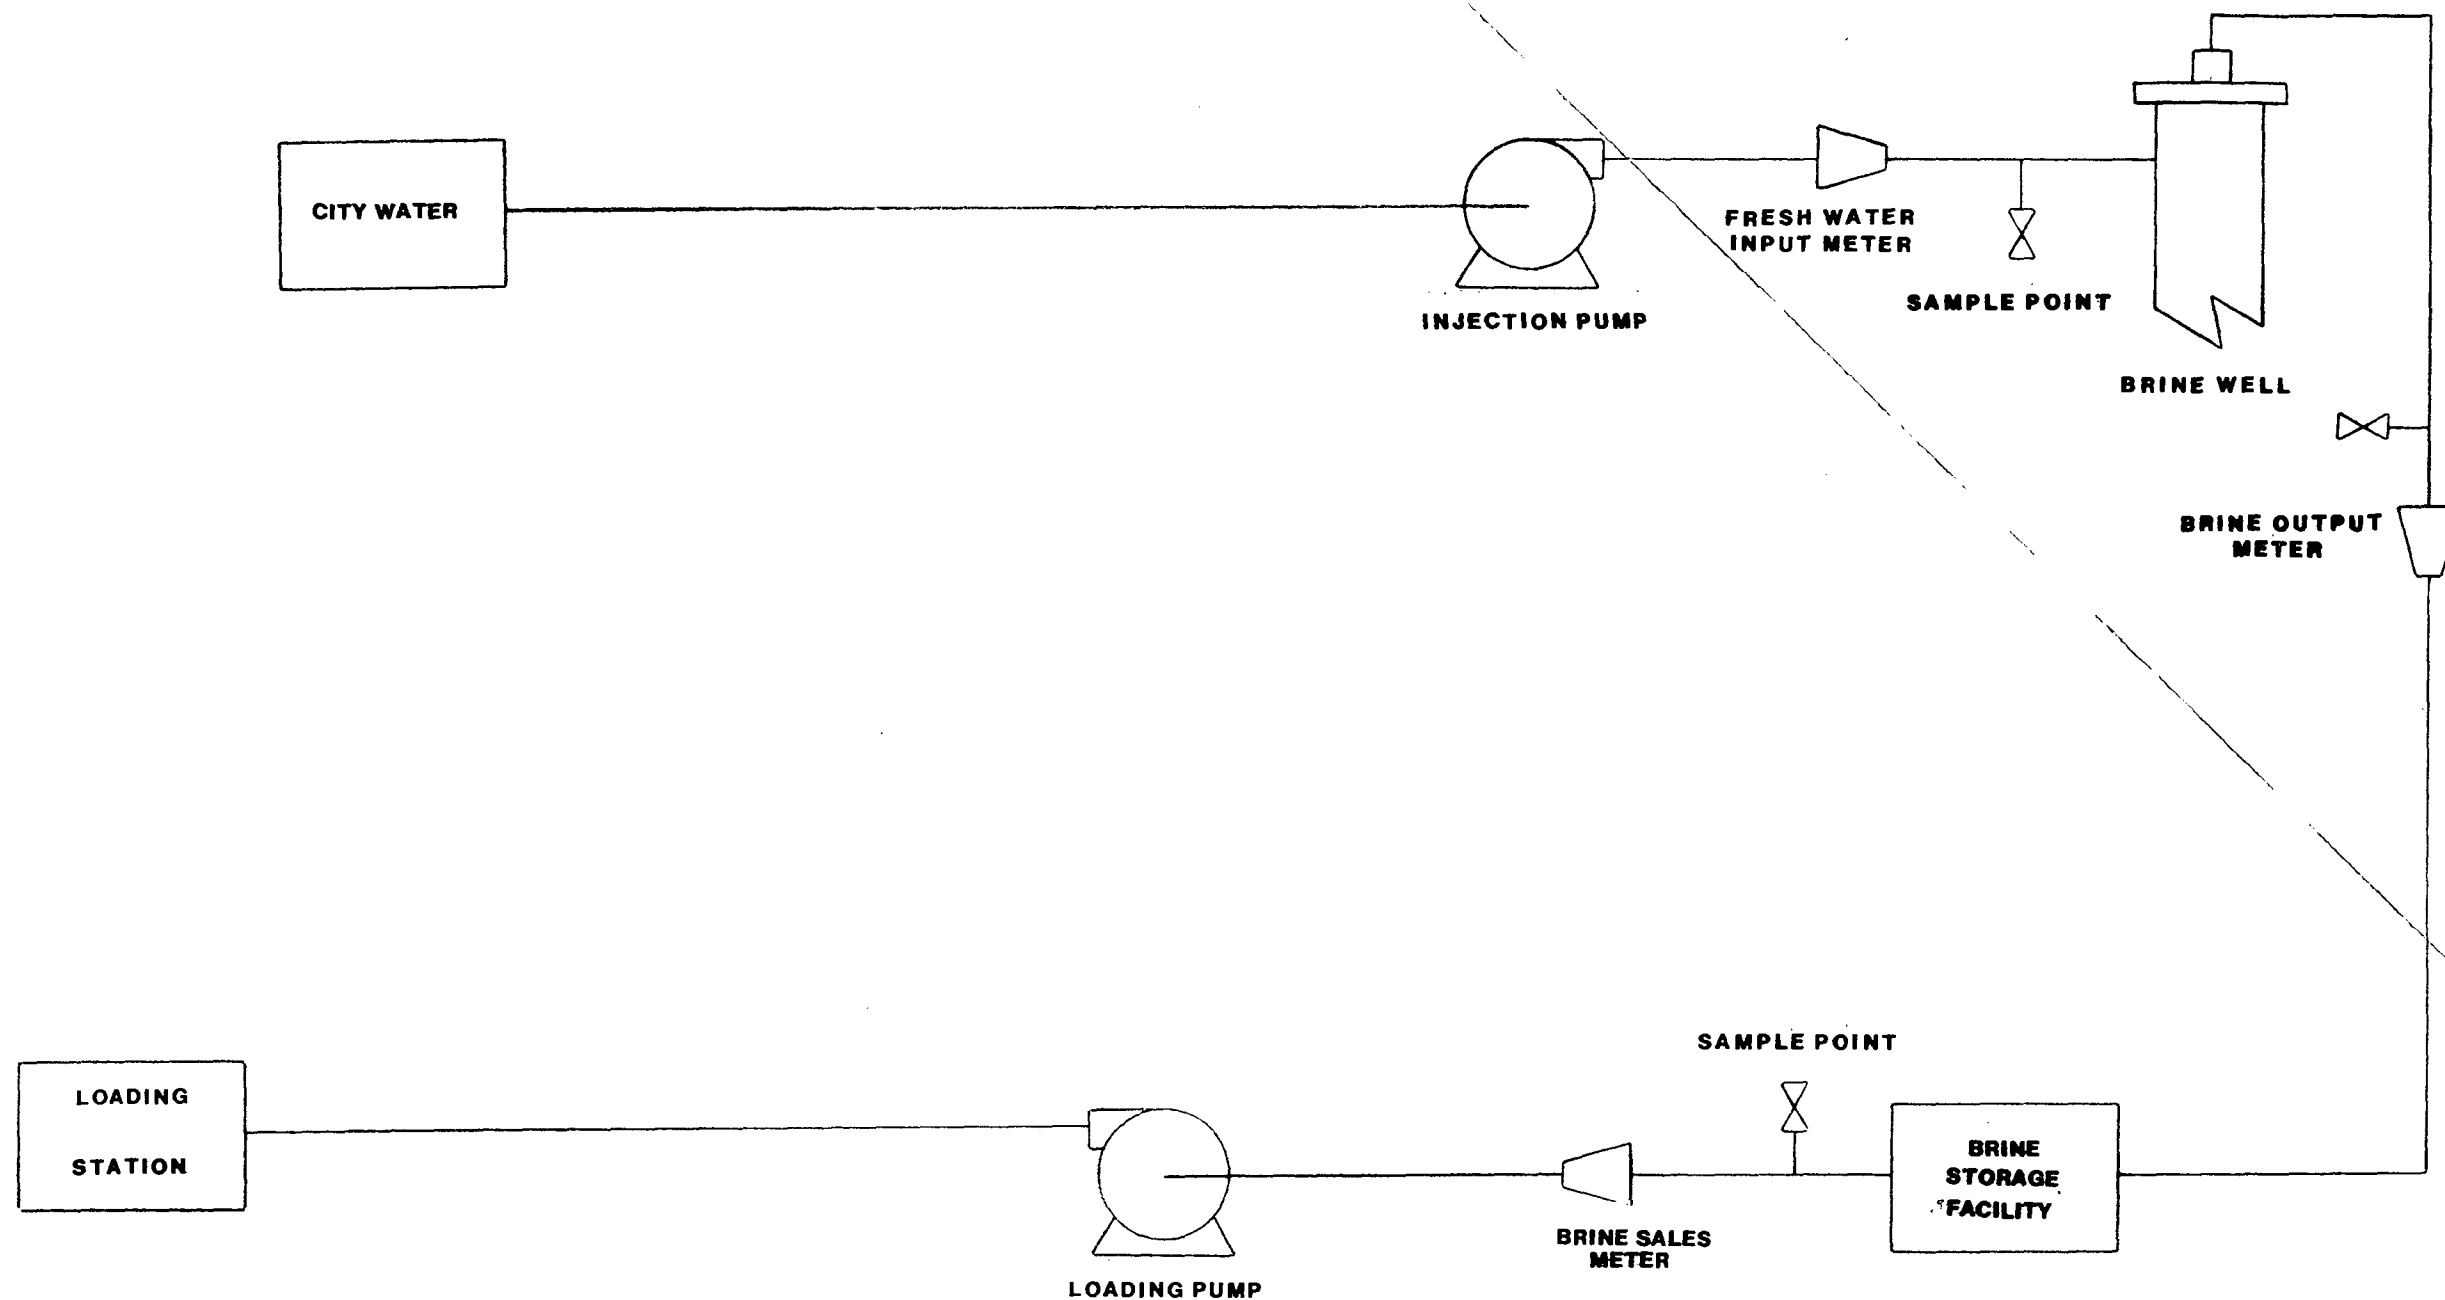 CITY WATER
INJECTION PUMP
FRESH WATER
INPUT METER
SAMPLE POINT
BRINE WELL
BRINE OUTPUT
METER
SAMPLE POINT
BRINE
STORAGE
FACILITY
BRINE SALES
METER
LOADING PUMP
LOADING
STATION